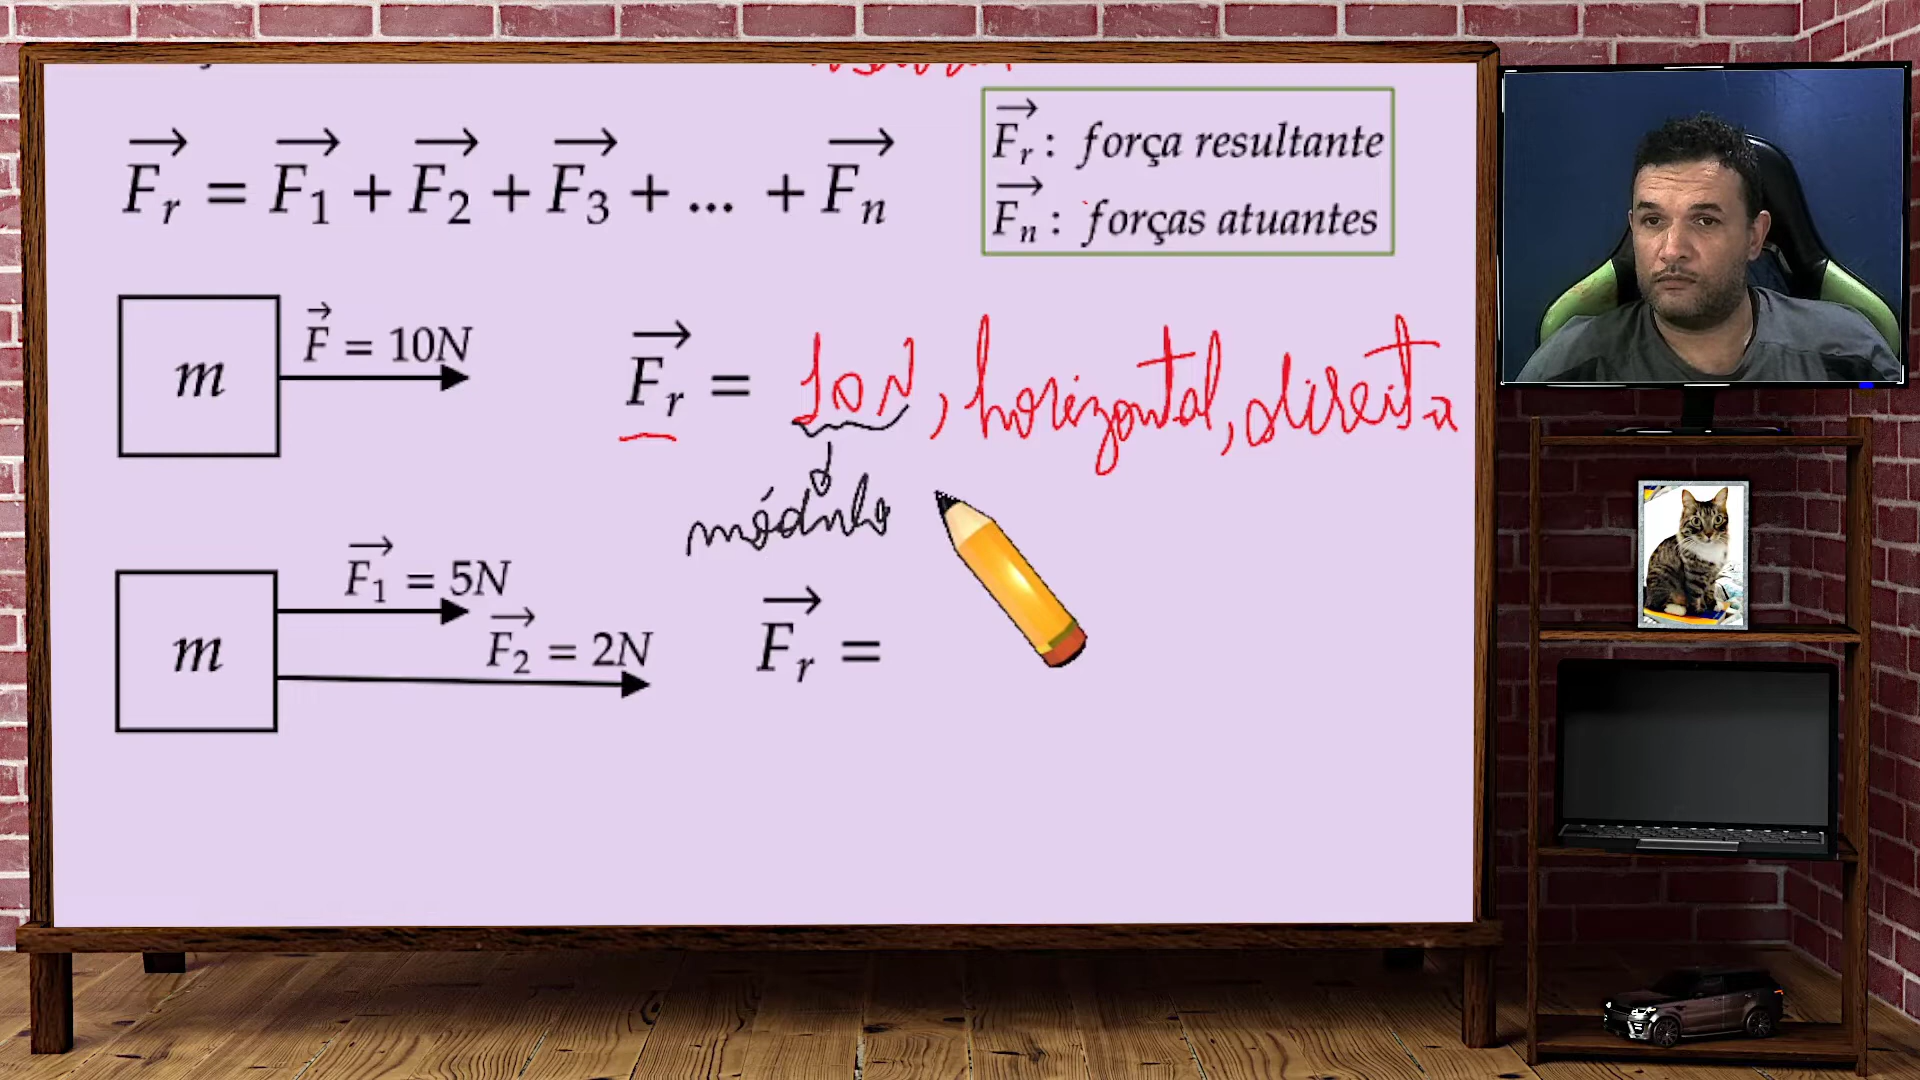 F⃗r = F⃗1 + F⃗2 + F⃗3 + ... + F⃗n
F⃗r : força resultante
F⃗n : forças atuantes
m
F⃗ = 10N
F⃗r = 10N, horizontal, direita
módulo
m
F⃗1 = 5N
F⃗2 = 2N
F⃗r =